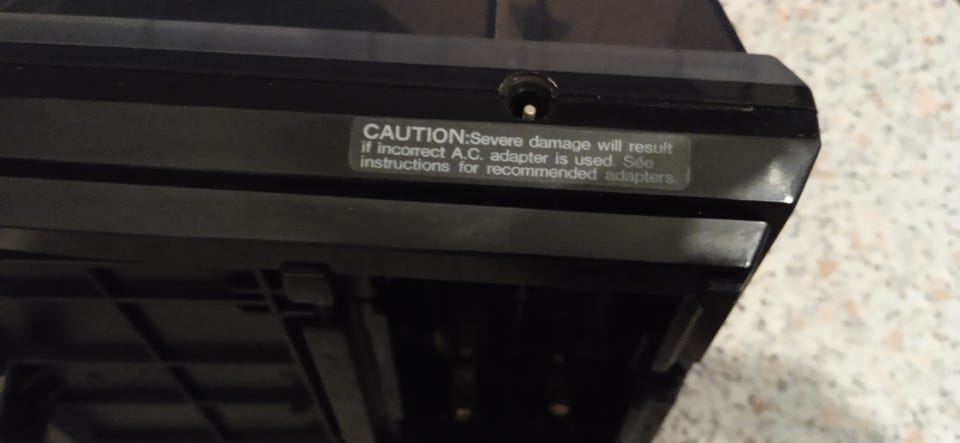 CAUTION:Severe damage will result
if incorrect A.C. adapter is used. See
instructions for recommended adapters.